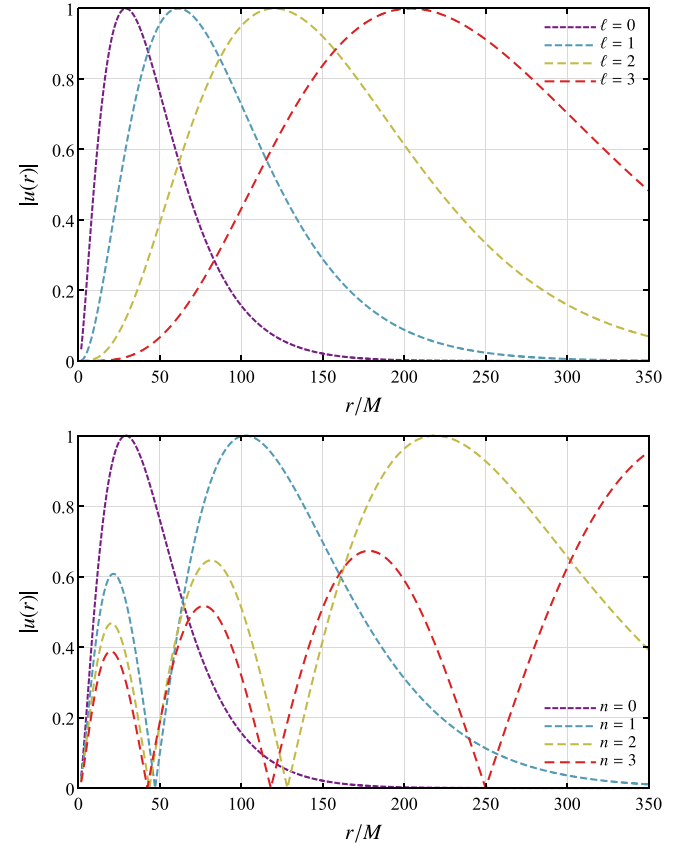 1
0.8
0.6
0.4
0.2
0
|u(r)|
ℓ = 0
ℓ = 1
ℓ = 2
ℓ = 3
0 50 100 150 200 250 300 350
r/M
1
0.8
0.6
0.4
0.2
0
|u(r)|
n = 0
n = 1
n = 2
n = 3
0 50 100 150 200 250 300 350
r/M